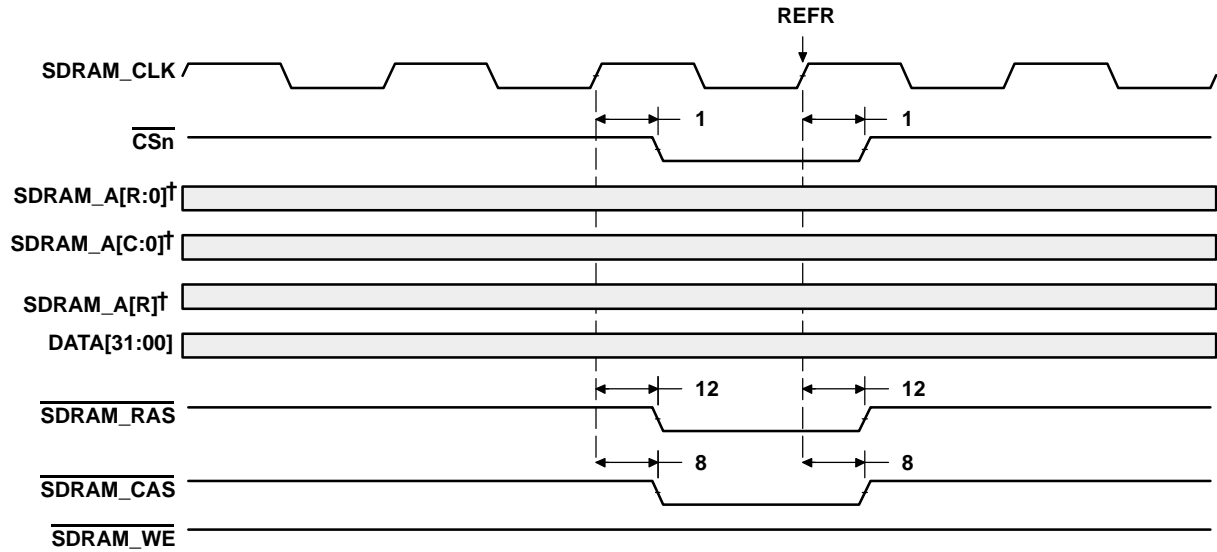 REFR
SDRAM_CLK
1 1
CSn
SDRAM_A[R:0]†
SDRAM_A[C:0]†
SDRAM_A[R]†
DATA[31:00]
12 12
SDRAM_RAS
8 8
SDRAM_CAS
SDRAM_WE